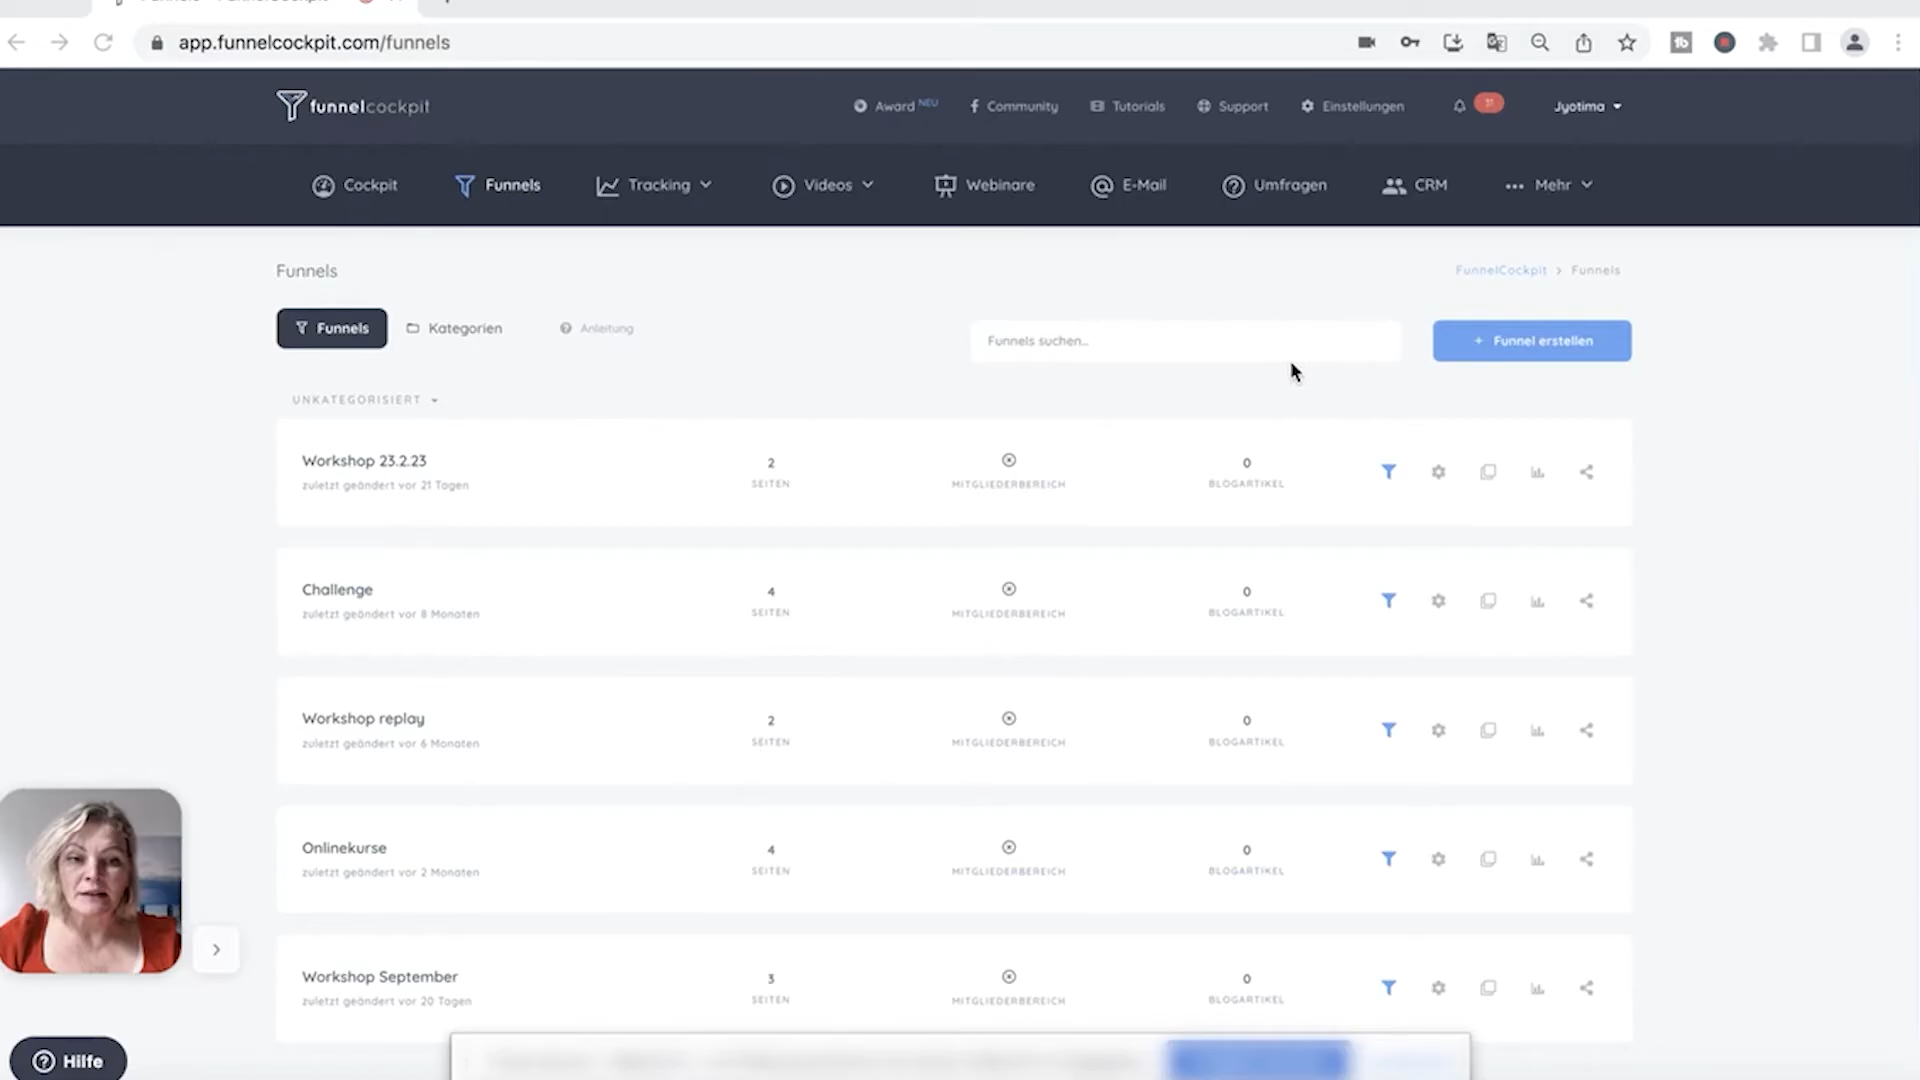 app.funnelcockpit.com/funnels
funnelcockpit
Award NEU
Community
Tutorials
Support
Einstellungen
Jyotima
Cockpit
Funnels
Tracking
Videos
Webinare
E-Mail
Umfragen
CRM
Mehr
Funnels
FunnelCockpit > Funnels
Funnels
Kategorien
Anleitung
Funnels suchen...
+ Funnel erstellen
UNKATEGORISIERT
Workshop 23.2.23
zuletzt geändert vor 21 Tagen
2
SEITEN
MITGLIEDERBEREICH
0
BLOGARTIKEL
Challenge
zuletzt geändert vor 8 Monaten
4
SEITEN
MITGLIEDERBEREICH
0
BLOGARTIKEL
Workshop replay
zuletzt geändert vor 6 Monaten
2
SEITEN
MITGLIEDERBEREICH
0
BLOGARTIKEL
Onlinekurse
zuletzt geändert vor 2 Monaten
4
SEITEN
MITGLIEDERBEREICH
0
BLOGARTIKEL
Workshop September
zuletzt geändert vor 20 Tagen
3
SEITEN
MITGLIEDERBEREICH
0
BLOGARTIKEL
Hilfe